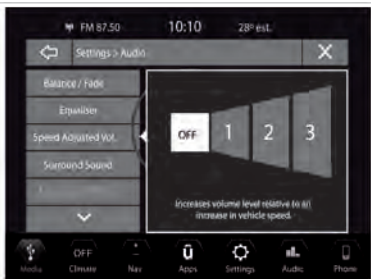 FM 87.50 10:10 28º est.
Settings > Audio X
Balance / Fade
Equaliser
Speed Adjusted Vol.
Surround Sound
OFF 1 2 3
Increases volume level relative to an
increase in vehicle speed.
OFF
Media Climate Nav Apps Settings Audio Phone